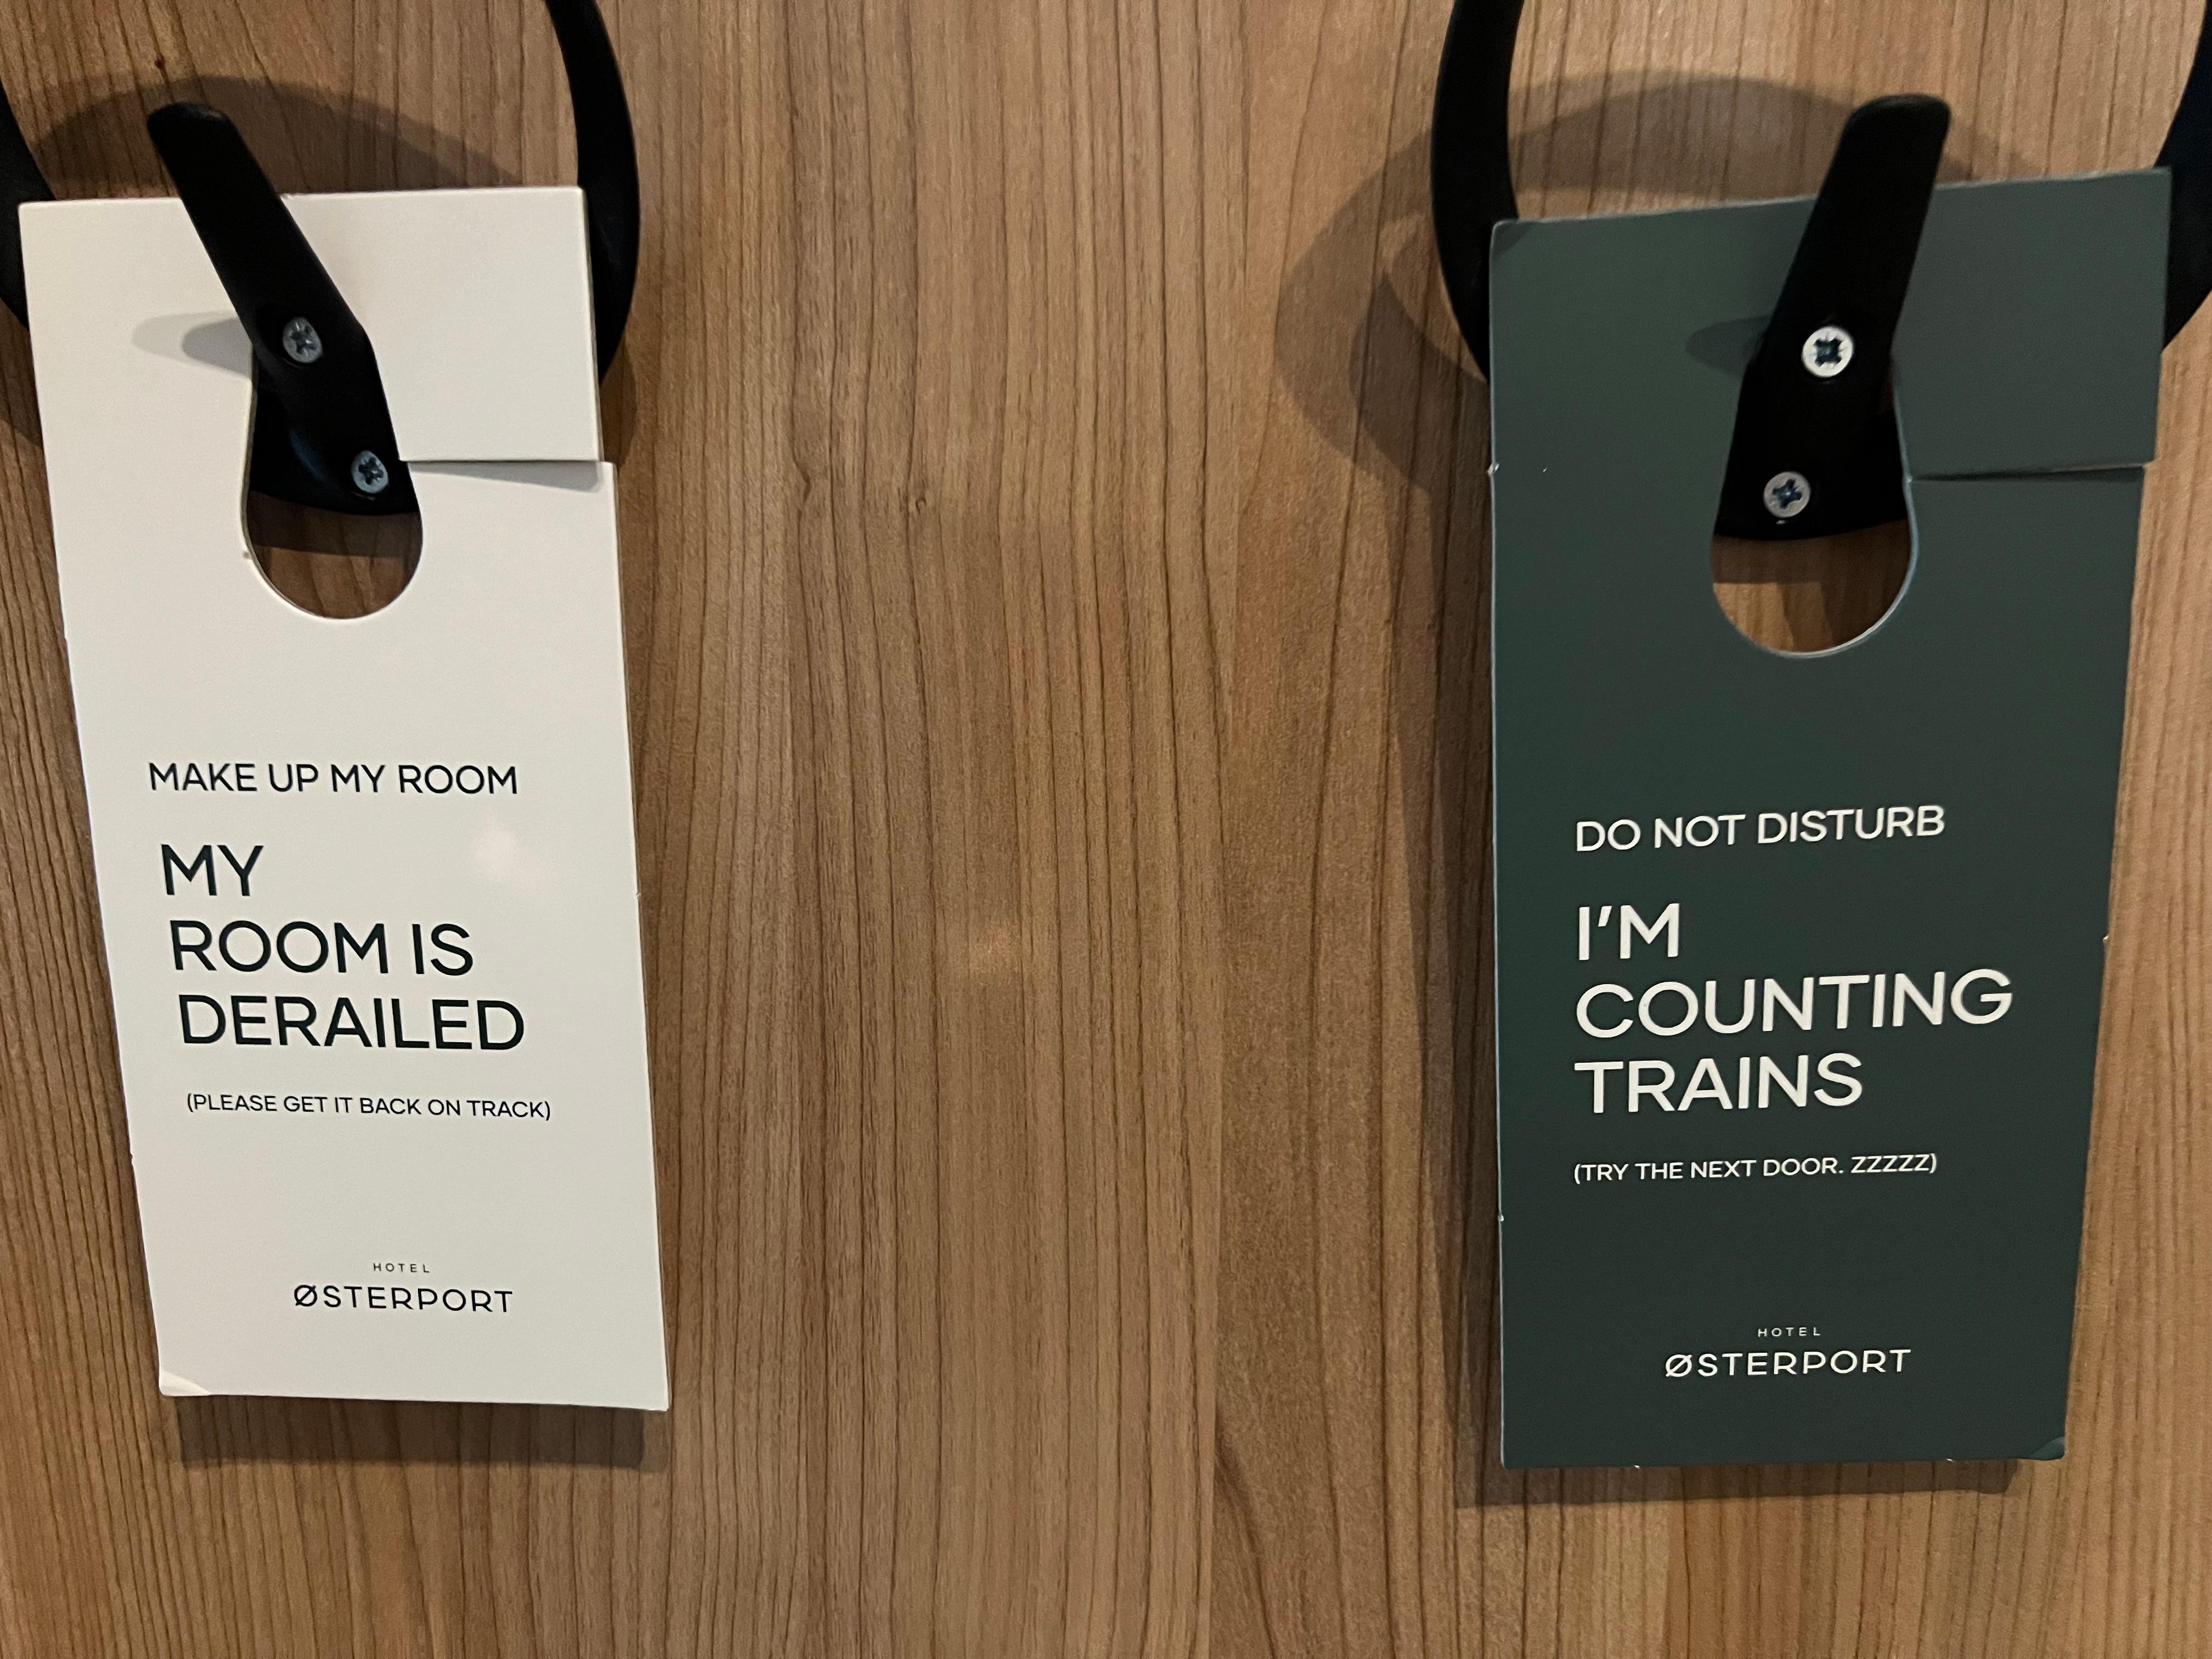 MAKE UP MY ROOM
MY
ROOM IS
DERAILED
(PLEASE GET IT BACK ON TRACK)
HOTEL
ØSTERPORT
DO NOT DISTURB
I'M
COUNTING
TRAINS
(TRY THE NEXT DOOR. ZZZZZ)
HOTEL
ØSTERPORT